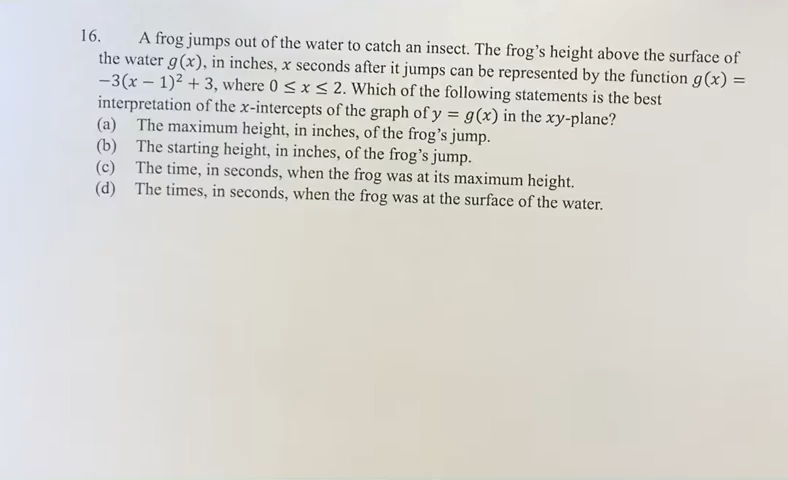 16. A frog jumps out of the water to catch an insect. The frog's height above the surface of
the water g(x), in inches, x seconds after it jumps can be represented by the function g(x) =
−3(x − 1)² + 3, where 0 ≤ x ≤ 2. Which of the following statements is the best
interpretation of the x-intercepts of the graph of y = g(x) in the xy-plane?
(a) The maximum height, in inches, of the frog's jump.
(b) The starting height, in inches, of the frog's jump.
(c) The time, in seconds, when the frog was at its maximum height.
(d) The times, in seconds, when the frog was at the surface of the water.